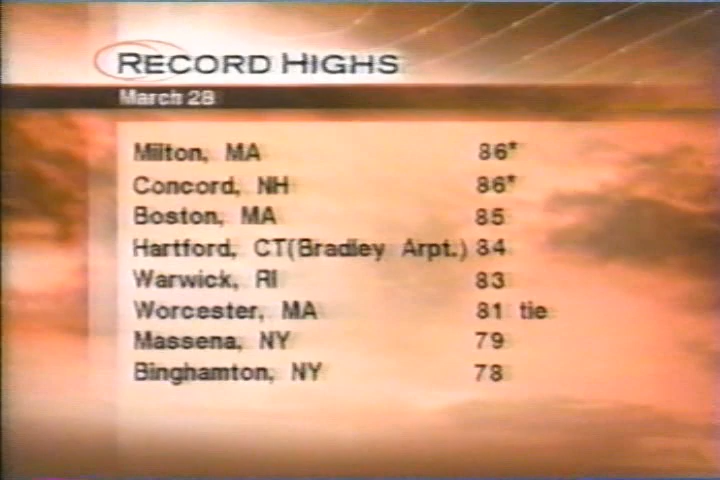 RECORD HIGHS
March 28
Milton, MA 86*
Concord, NH 86*
Boston, MA 85
Hartford, CT(Bradley Arpt.) 84
Warwick, RI 83
Worcester, MA 81 tie
Massena, NY 79
Binghamton, NY 78